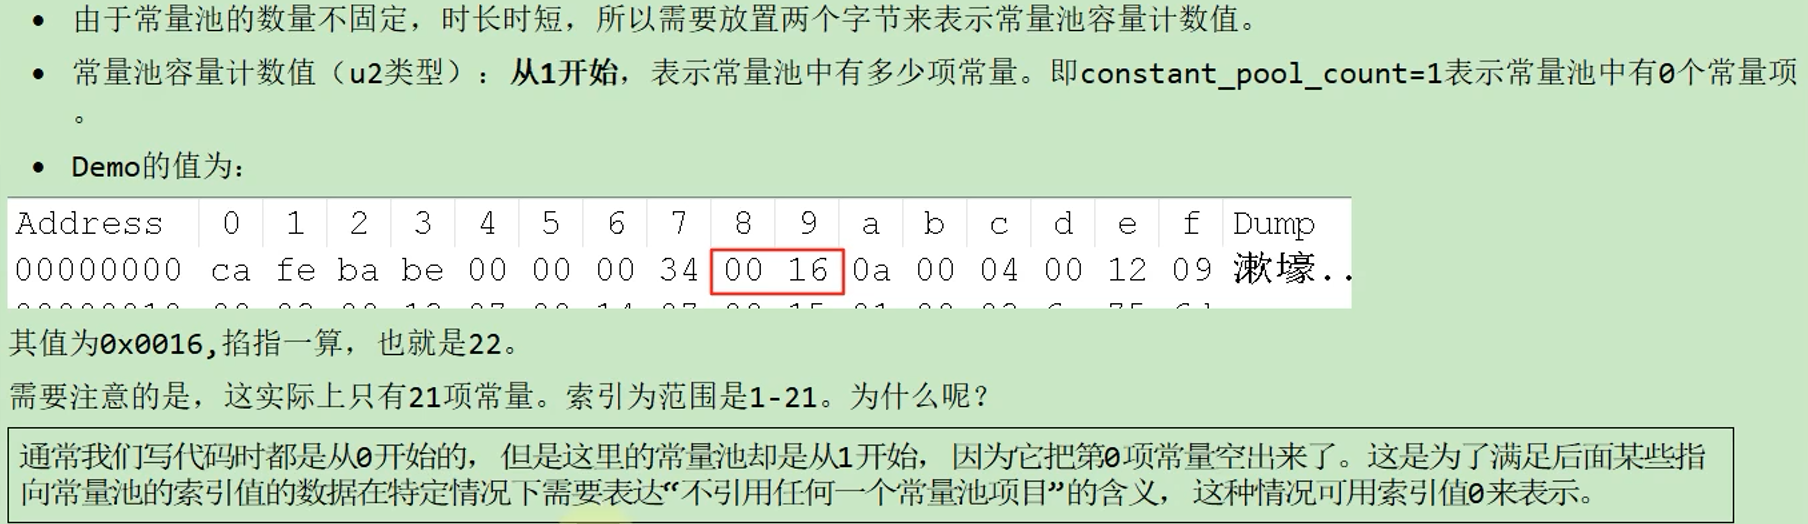 • 由于常量池的数量不固定，时长时短，所以需要放置两个字节来表示常量池容量计数值。
• 常量池容量计数值（u2类型）：从1开始，表示常量池中有多少项常量。即constant_pool_count=1表示常量池中有0个常量项
。
• Demo的值为：
Address 0 1 2 3 4 5 6 7 8 9 a b c d e f Dump
00000000 ca fe ba be 00 00 00 34 00 16 0a 00 04 00 12 09 漱壕..
其值为0x0016,掐指一算，也就是22。
需要注意的是，这实际上只有21项常量。索引为范围是1-21。为什么呢？
通常我们写代码时都是从0开始的，但是这里的常量池却是从1开始，因为它把第0项常量空出来了。这是为了满足后面某些指
向常量池的索引值的数据在特定情况下需要表达“不引用任何一个常量池项目”的含义，这种情况可用索引值0来表示。